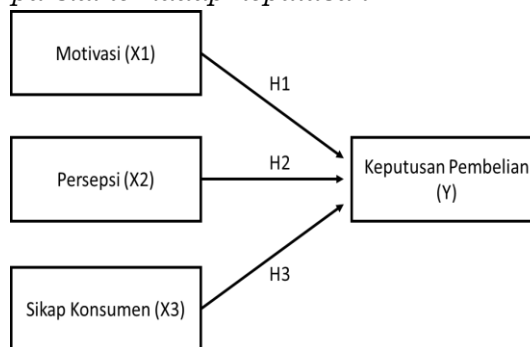 Motivasi (X1)
H1
Persepsi (X2)
H2
Keputusan Pembelian
(Y)
H3
Sikap Konsumen (X3)